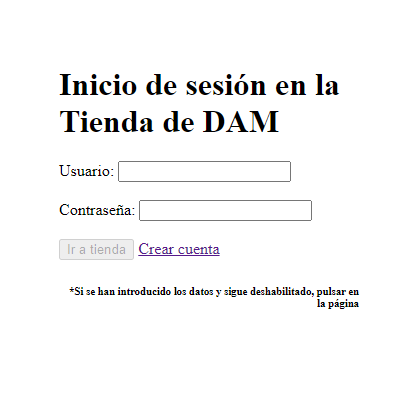 Inicio de sesión en la
Tienda de DAM
Usuario:
Contraseña:
Ir a tienda Crear cuenta
*Si se han introducido los datos y sigue deshabilitado, pulsar en
la página